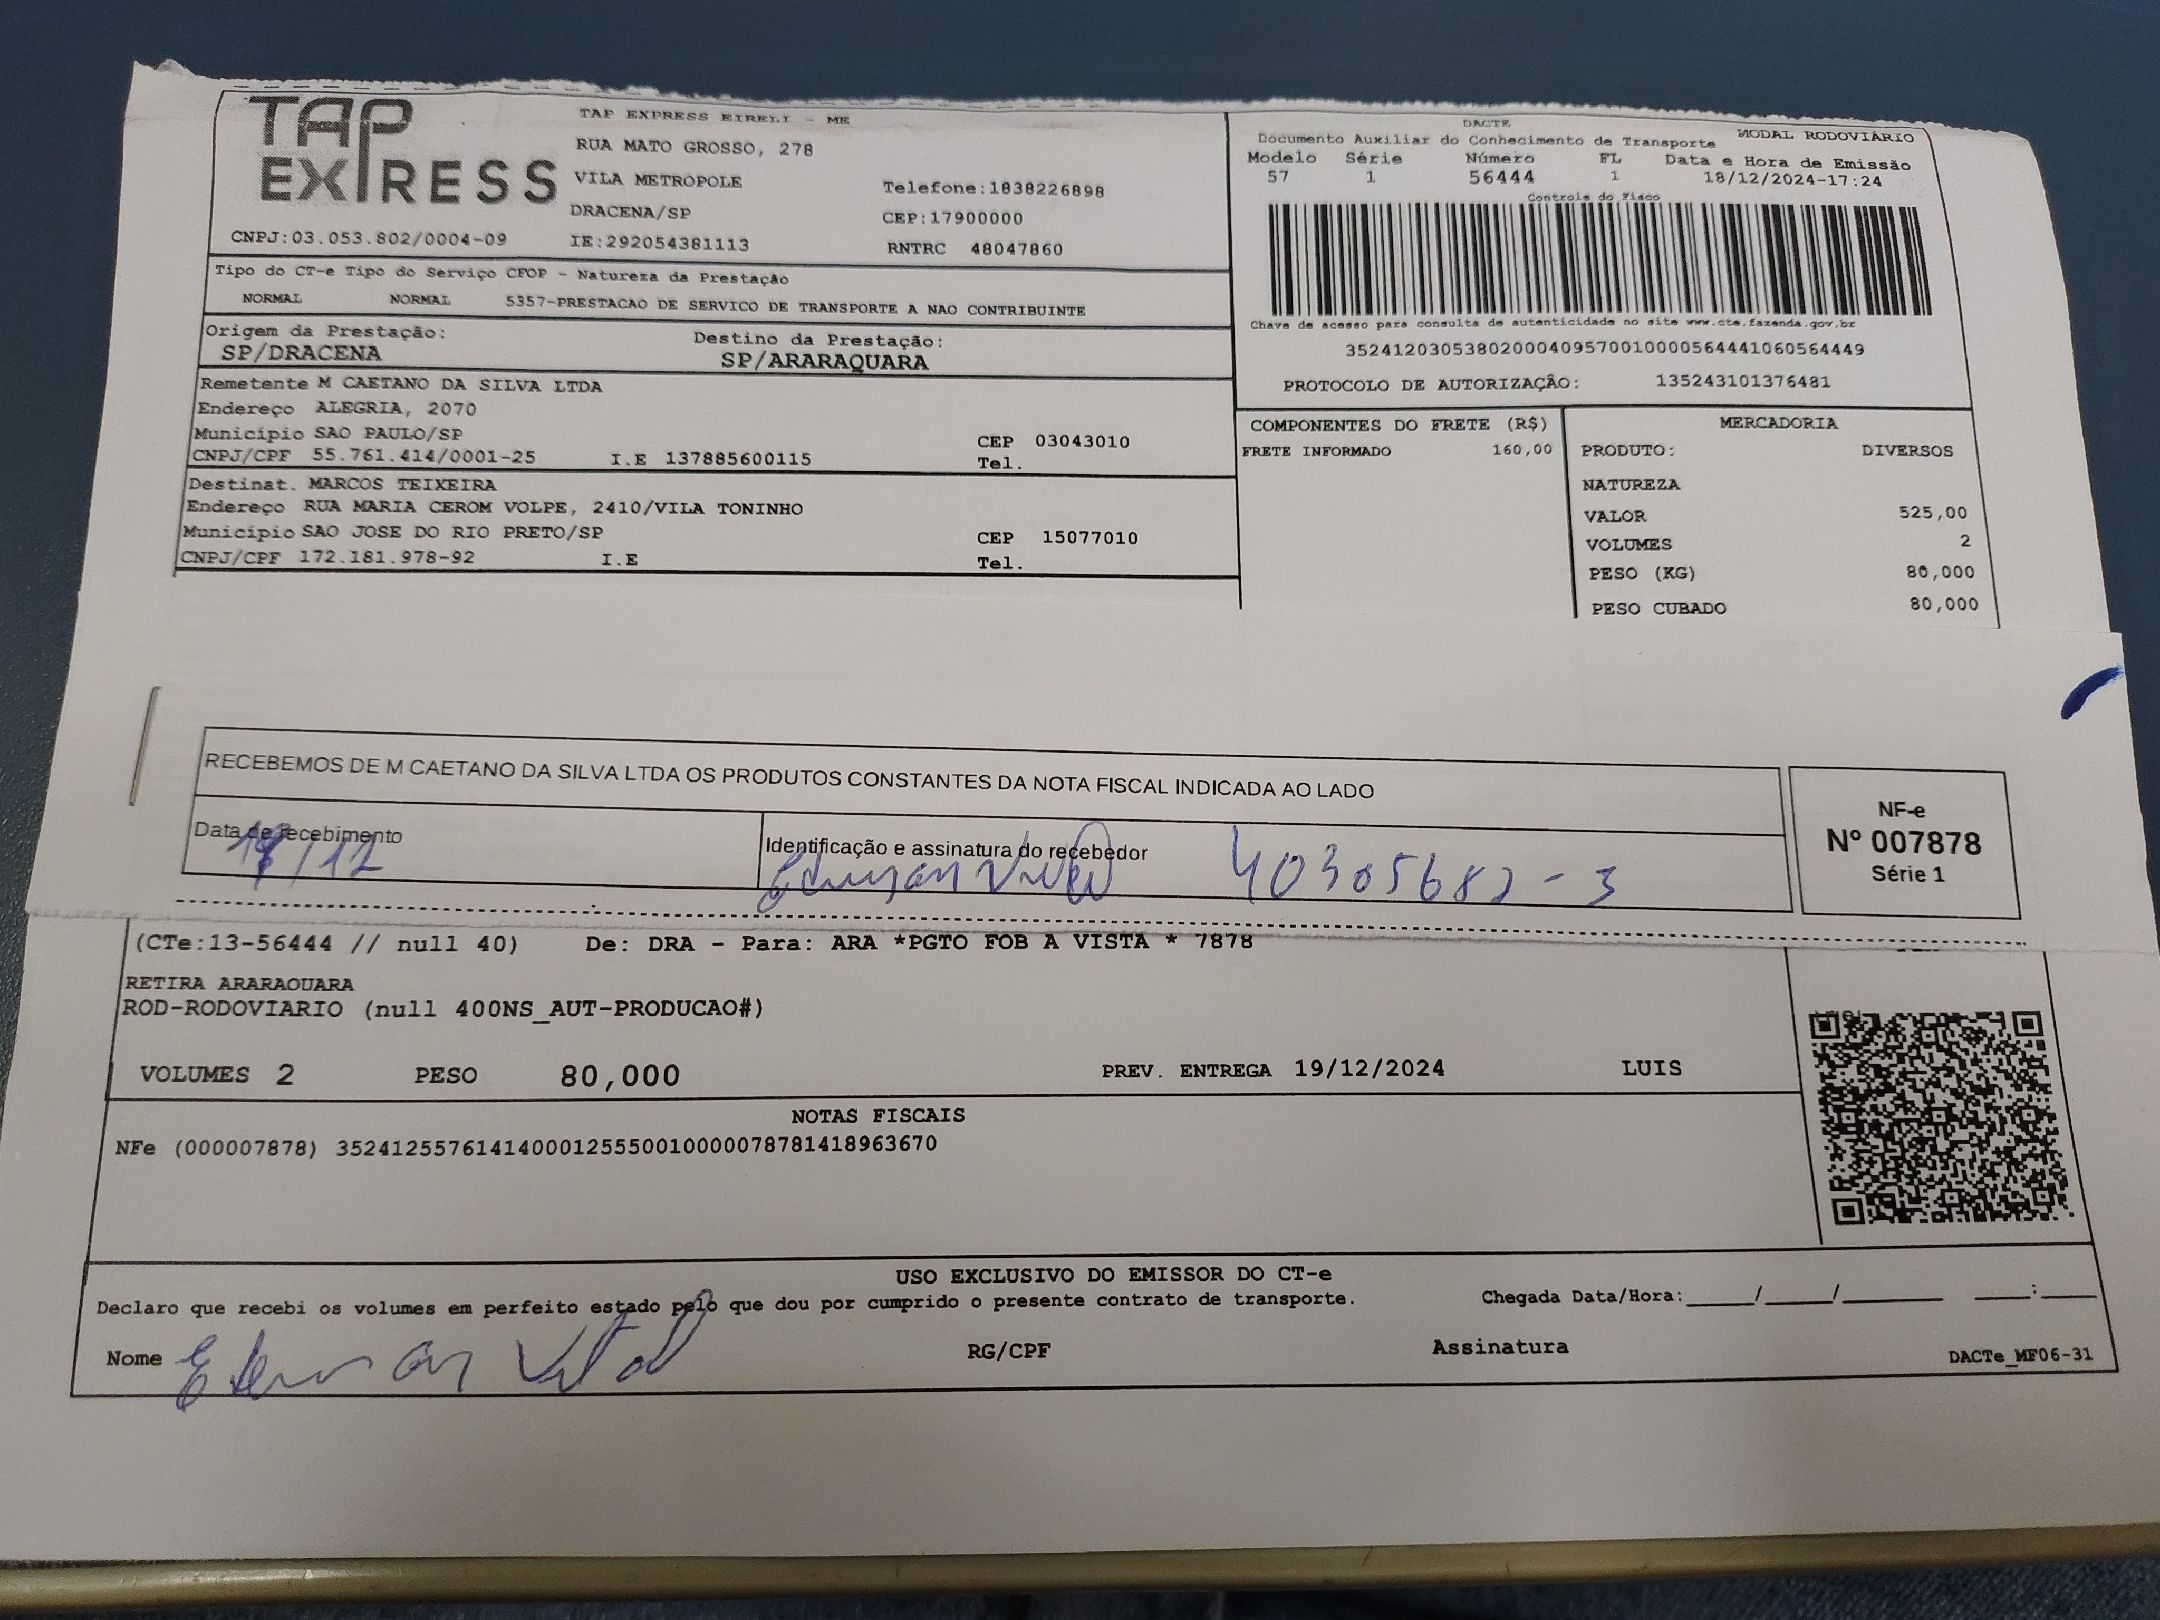 TAP EXPRESS
TAP EXPRESS EIRELI - ME
RUA MATO GROSSO, 278
VILA METROPOLE
Telefone:1838226898
DRACENA/SP
CEP:17900000
CNPJ:03.053.802/0004-09
IE:292054381113
RNTRC 48047860
DACTE
MODAL RODOVIÁRIO
Documento Auxiliar do Conhecimento de Transporte
Modelo Série Número FL Data e Hora de Emissão
57 1 56444 1 18/12/2024-17:24
Controle do Fisco
Chave de acesso para consulta de autenticidade no site www.cte.fazenda.gov.br
35241203053802000409570010000564441060564449
PROTOCOLO DE AUTORIZAÇÃO: 135243101376481
Tipo do CT-e Tipo do Serviço CFOP - Natureza da Prestação
NORMAL NORMAL 5357-PRESTACAO DE SERVICO DE TRANSPORTE A NAO CONTRIBUINTE
Origem da Prestação: Destino da Prestação:
SP/DRACENA SP/ARARAQUARA
Remetente M CAETANO DA SILVA LTDA
Endereço ALEGRIA, 2070
Município SAO PAULO/SP CEP 03043010
CNPJ/CPF 55.761.414/0001-25 I.E 137885600115 Tel.
Destinat. MARCOS TEIXEIRA
Endereço RUA MARIA CEROM VOLPE, 2410/VILA TONINHO
Município SAO JOSE DO RIO PRETO/SP CEP 15077010
CNPJ/CPF 172.181.978-92 I.E Tel.
COMPONENTES DO FRETE (R$)
FRETE INFORMADO 160,00
MERCADORIA
PRODUTO: DIVERSOS
NATUREZA
VALOR 525,00
VOLUMES 2
PESO (KG) 80,000
PESO CUBADO 80,000
RECEBEMOS DE M CAETANO DA SILVA LTDA OS PRODUTOS CONSTANTES DA NOTA FISCAL INDICADA AO LADO
Data de recebimento
Identificação e assinatura do recebedor
40305682-3
NF-e
Nº 007878
Série 1
(CTe:13-56444 // null 40) De: DRA - Para: ARA *PGTO FOB A VISTA * 7878
RETIRA ARARAQUARA
ROD-RODOVIARIO (null 400NS_AUT-PRODUCAO#)
VOLUMES 2 PESO 80,000 PREV. ENTREGA 19/12/2024 LUIS
NOTAS FISCAIS
NFe (000007878) 35241255761414000125550010000078781418963670
USO EXCLUSIVO DO EMISSOR DO CT-e
Declaro que recebi os volumes em perfeito estado pelo que dou por cumprido o presente contrato de transporte.
Chegada Data/Hora:_____/_____/_______ ____:____
Nome
RG/CPF
Assinatura
DACTe_MF06-31